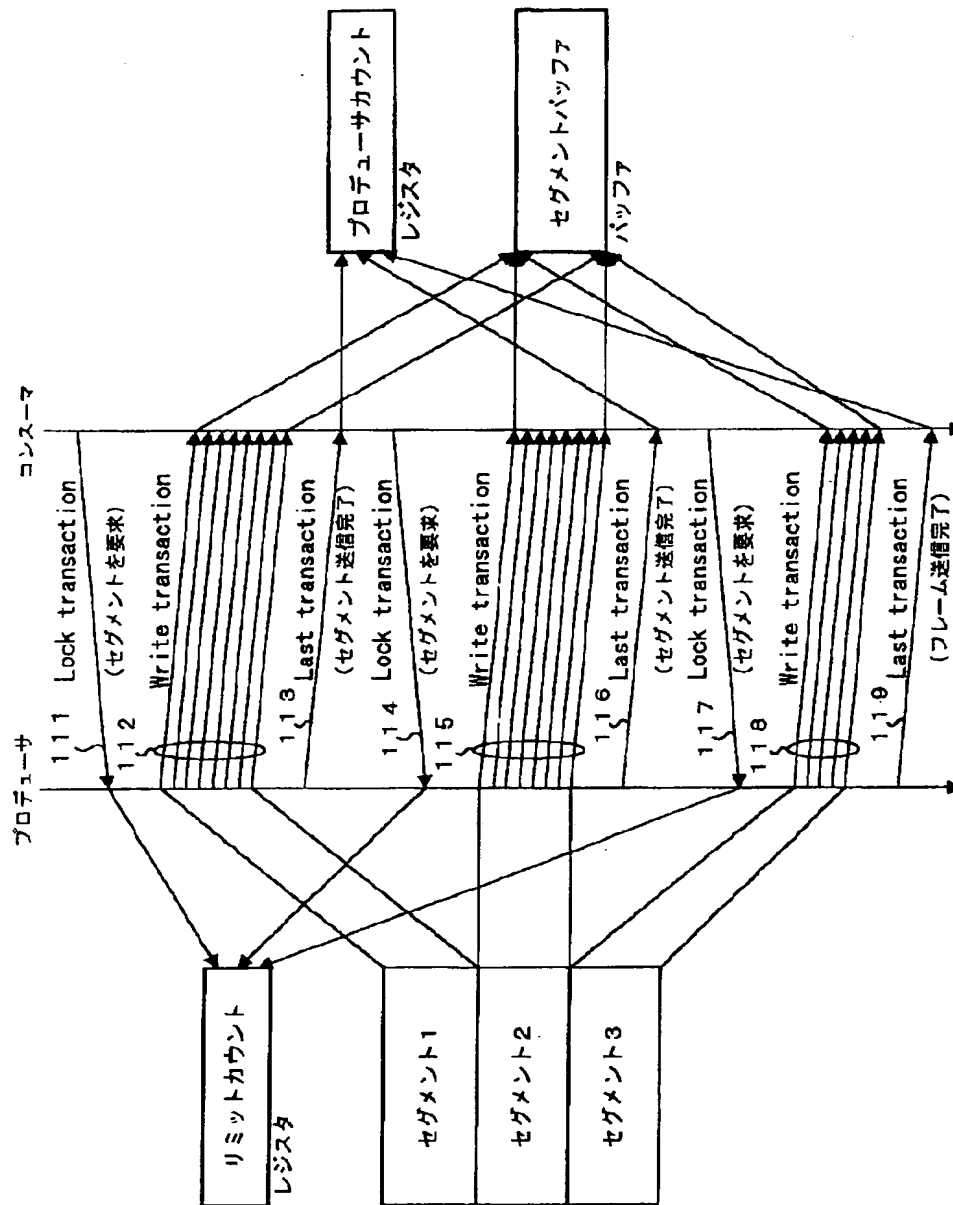 プロデューサ
コンスーマ
リミットカウント
レジスタ
セグメント1
セグメント2
セグメント3
プロデューサカウント
レジスタ
セグメントバッファ
バッファ
111
Lock transaction
(セグメントを要求)
112
Write transaction
113
Last transaction
(セグメント送信完了)
114
Lock transaction
(セグメントを要求)
115
Write transaction
116
Last transaction
(セグメント送信完了)
117
Lock transaction
(セグメントを要求)
118
Write transaction
119
Last transaction
(フレーム送信完了)